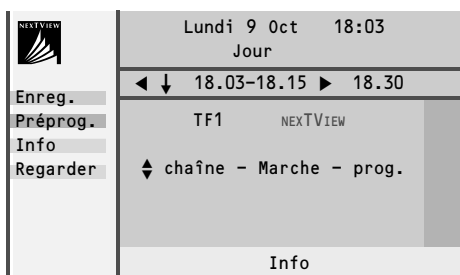 NEXTVIEW
Lundi 9 Oct 18:03
Jour
◀ ↓ 18.03-18.15 ▶ 18.30
Enreg.
Préprog.
Info
Regarder
TF1 NEXTVIEW
chaîne - Marche - prog.
Info